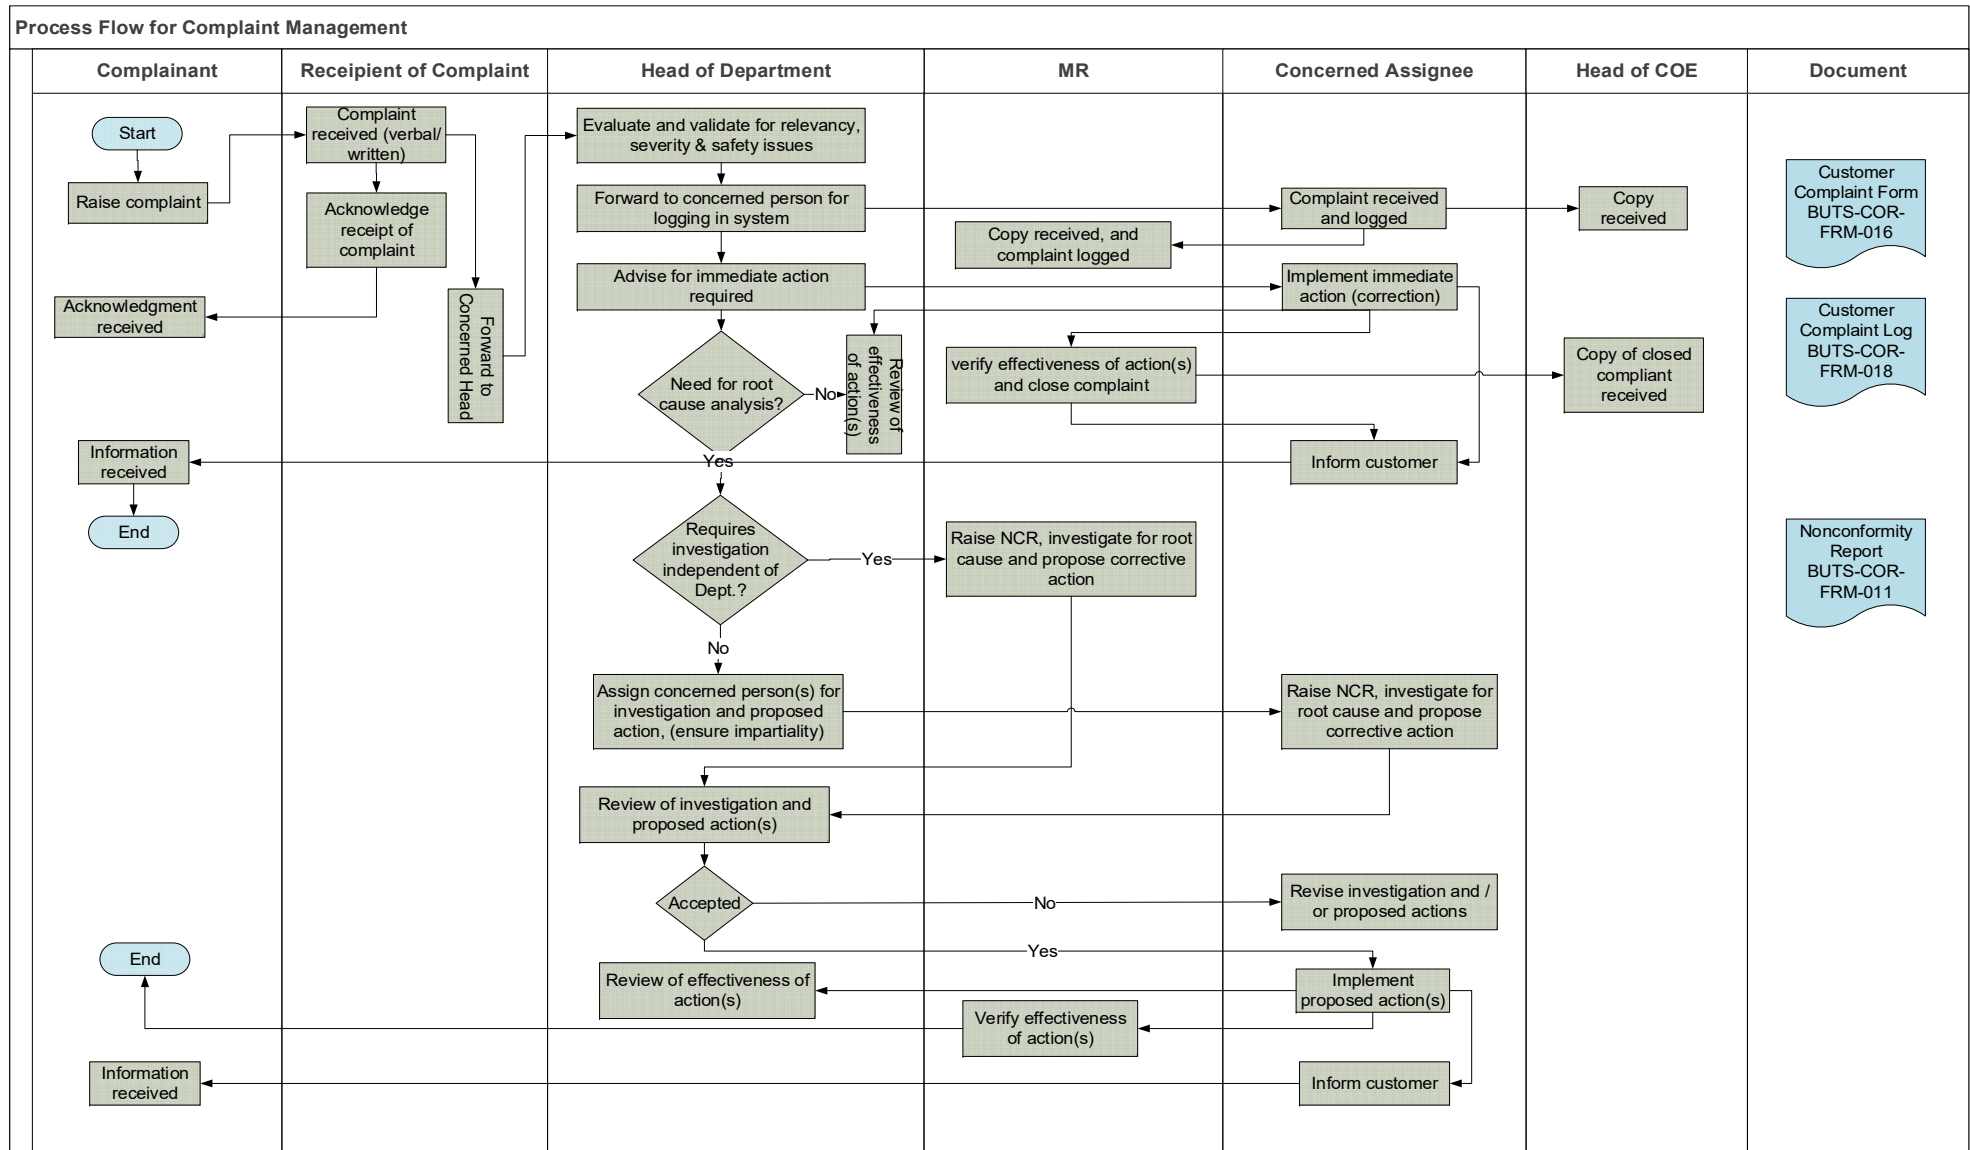 Process Flow for Complaint Management
Complainant
Receipient of Complaint
Head of Department
MR
Concerned Assignee
Head of COE
Document
Start
Raise complaint
Complaint
received (verbal/
written)
Acknowledge
receipt of
complaint
Acknowledgment
received
Forward to
Concerned Head
Evaluate and validate for relevancy,
severity & safety issues
Forward to concerned person for
logging in system
Complaint received
and logged
Copy
received
Copy received, and
complaint logged
Advise for immediate action
required
Implement immediate
action (correction)
Need for root
cause analysis?
No
Review of
effectiveness
of action(s)
verify effectiveness of action(s)
and close complaint
Copy of closed
compliant
received
Inform customer
Information
received
End
Yes
Requires
investigation
independent of
Dept.?
Yes
Raise NCR, investigate for root
cause and propose corrective
action
No
Assign concerned person(s) for
investigation and proposed
action, (ensure impartiality)
Raise NCR, investigate for
root cause and propose
corrective action
Review of investigation and
proposed action(s)
Accepted
No
Revise investigation and /
or proposed actions
Yes
Implement
proposed action(s)
Review of effectiveness of
action(s)
Verify effectiveness
of action(s)
End
Inform customer
Information
received
Customer
Complaint Form
BUTS-COR-
FRM-016
Customer
Complaint Log
BUTS-COR-
FRM-018
Nonconformity
Report
BUTS-COR-
FRM-011